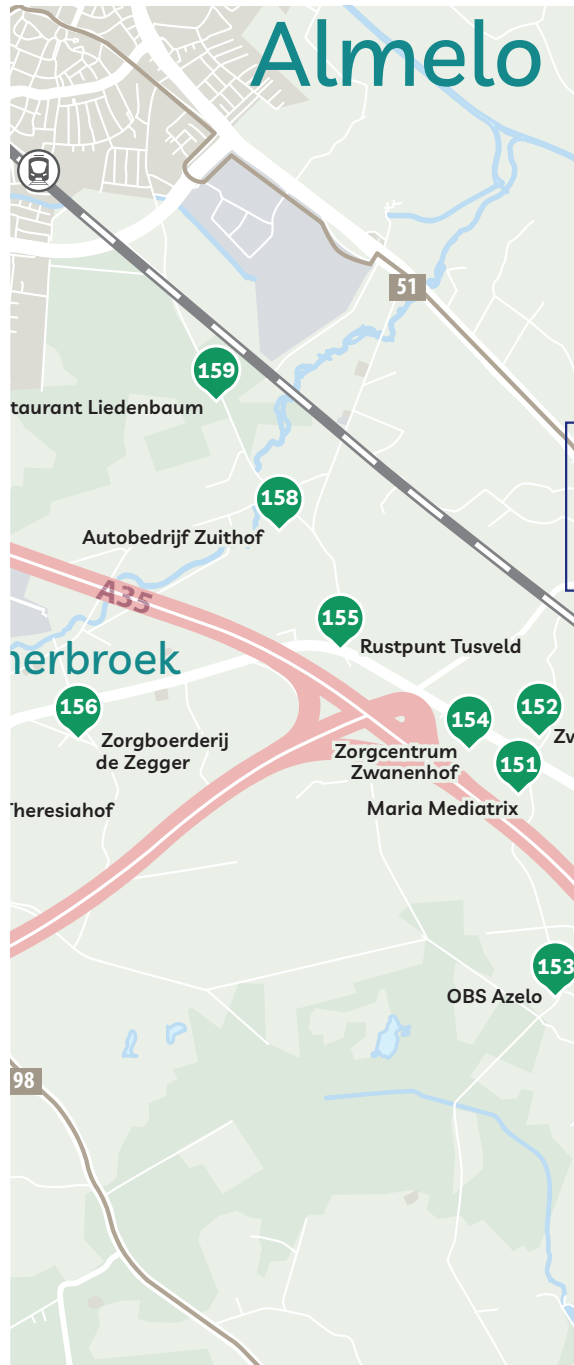 Almelo
51
159
taurant Liedenbaum
158
Autobedrijf Zuithof
A35
155
Rustpunt Tusveld
herbroek
156
Zorgboerderij
de Zegger
152
Zw
154
Zorgcentrum
Zwanenhof
151
Maria Mediatrix
Theresiahof
153
OBS Azelo
98